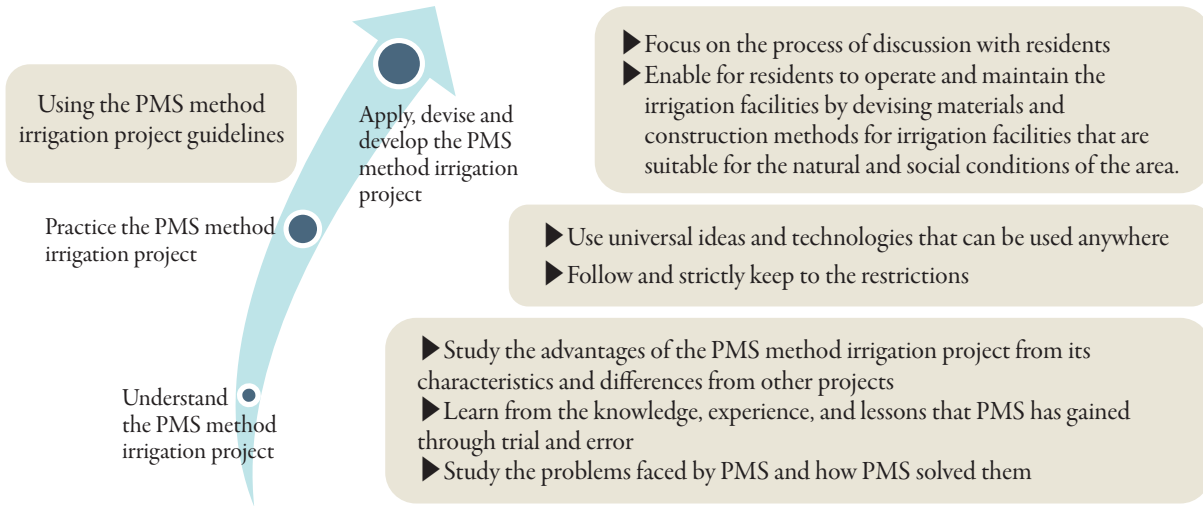 Using the PMS method
irrigation project guidelines
Apply, devise and
develop the PMS
method irrigation
project
▶Focus on the process of discussion with residents
▶Enable for residents to operate and maintain the
irrigation facilities by devising materials and
construction methods for irrigation facilities that are
suitable for the natural and social conditions of the area.
Practice the PMS method
irrigation project
▶Use universal ideas and technologies that can be used anywhere
▶Follow and strictly keep to the restrictions
Understand
the PMS method
irrigation project
▶Study the advantages of the PMS method irrigation project from its
characteristics and differences from other projects
▶Learn from the knowledge, experience, and lessons that PMS has gained
through trial and error
▶Study the problems faced by PMS and how PMS solved them